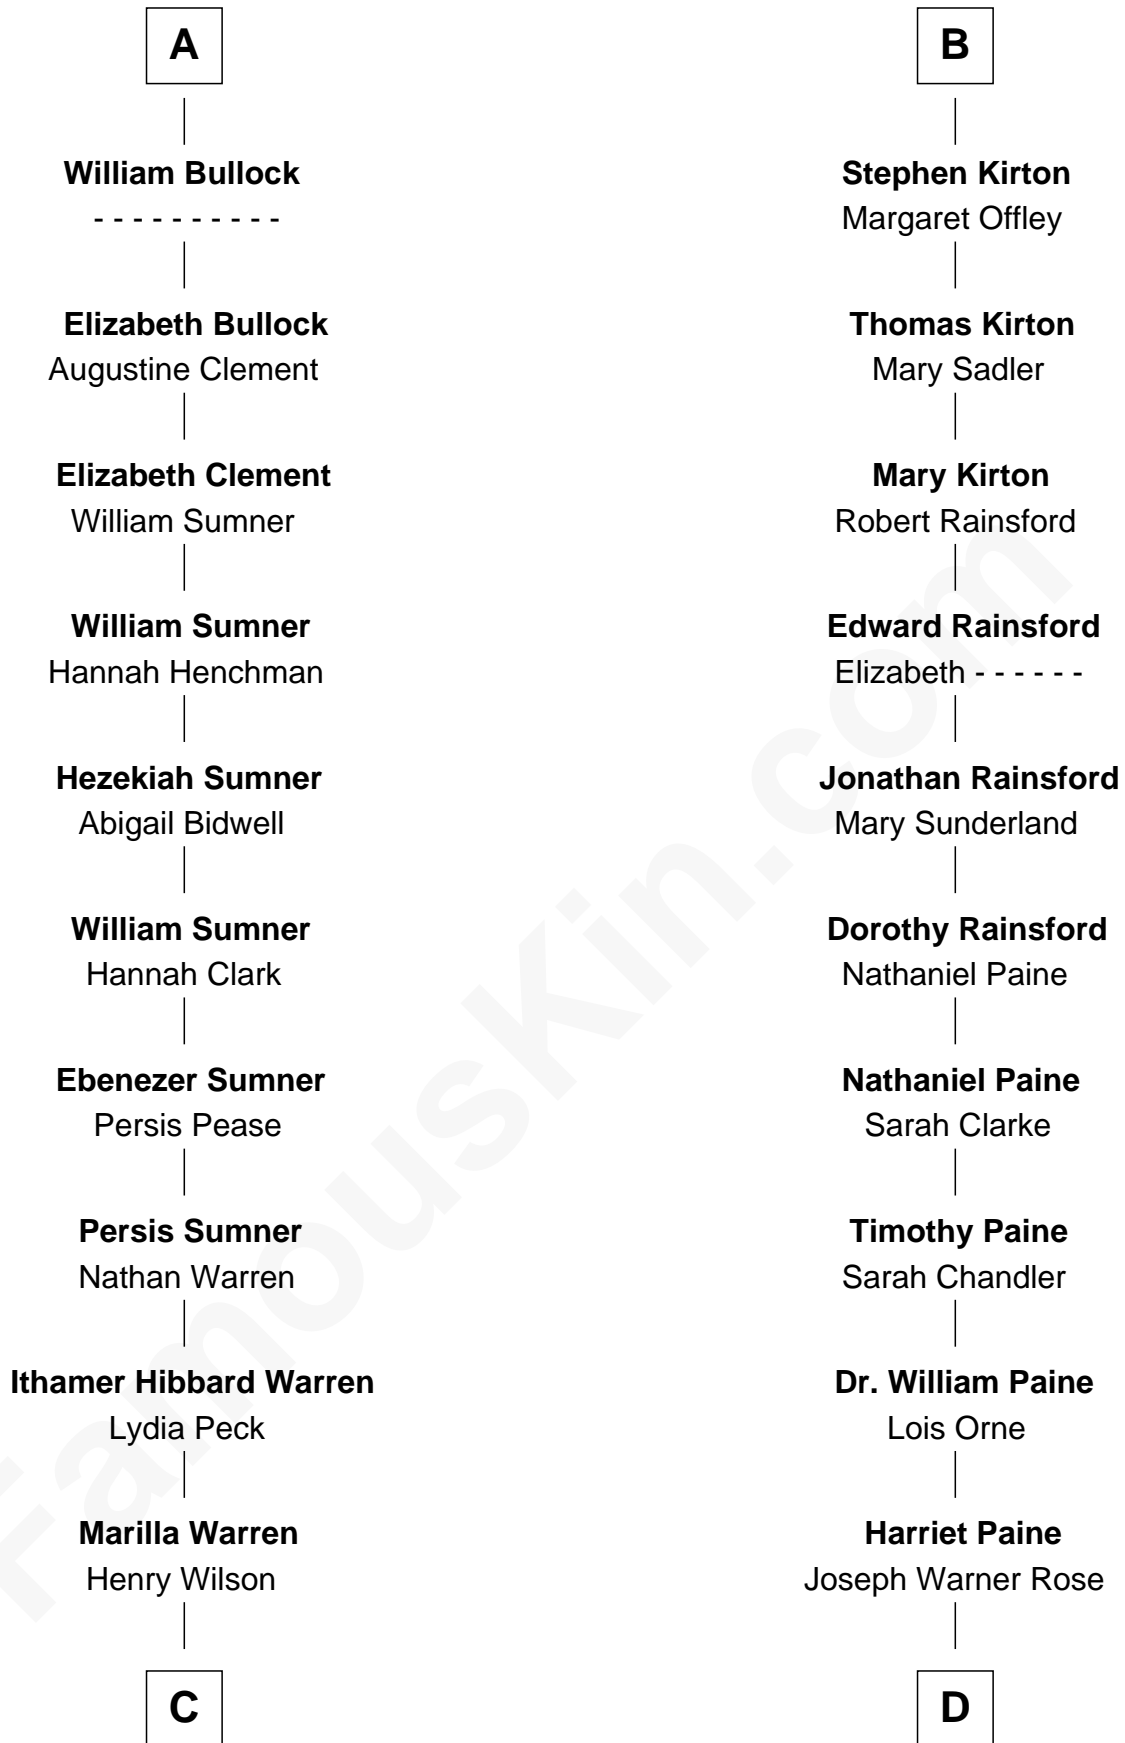 A
William Bullock
- - - - - - - - - -
Elizabeth Bullock
Augustine Clement
Elizabeth Clement
William Sumner
William Sumner
Hannah Henchman
Hezekiah Sumner
Abigail Bidwell
William Sumner
Hannah Clark
Ebenezer Sumner
Persis Pease
Persis Sumner
Nathan Warren
Ithamer Hibbard Warren
Lydia Peck
Marilla Warren
Henry Wilson
C
B
Stephen Kirton
Margaret Offley
Thomas Kirton
Mary Sadler
Mary Kirton
Robert Rainsford
Edward Rainsford
Elizabeth - - - - - -
Jonathan Rainsford
Mary Sunderland
Dorothy Rainsford
Nathaniel Paine
Nathaniel Paine
Sarah Clarke
Timothy Paine
Sarah Chandler
Dr. William Paine
Lois Orne
Harriet Paine
Joseph Warner Rose
D
FamousKin.com